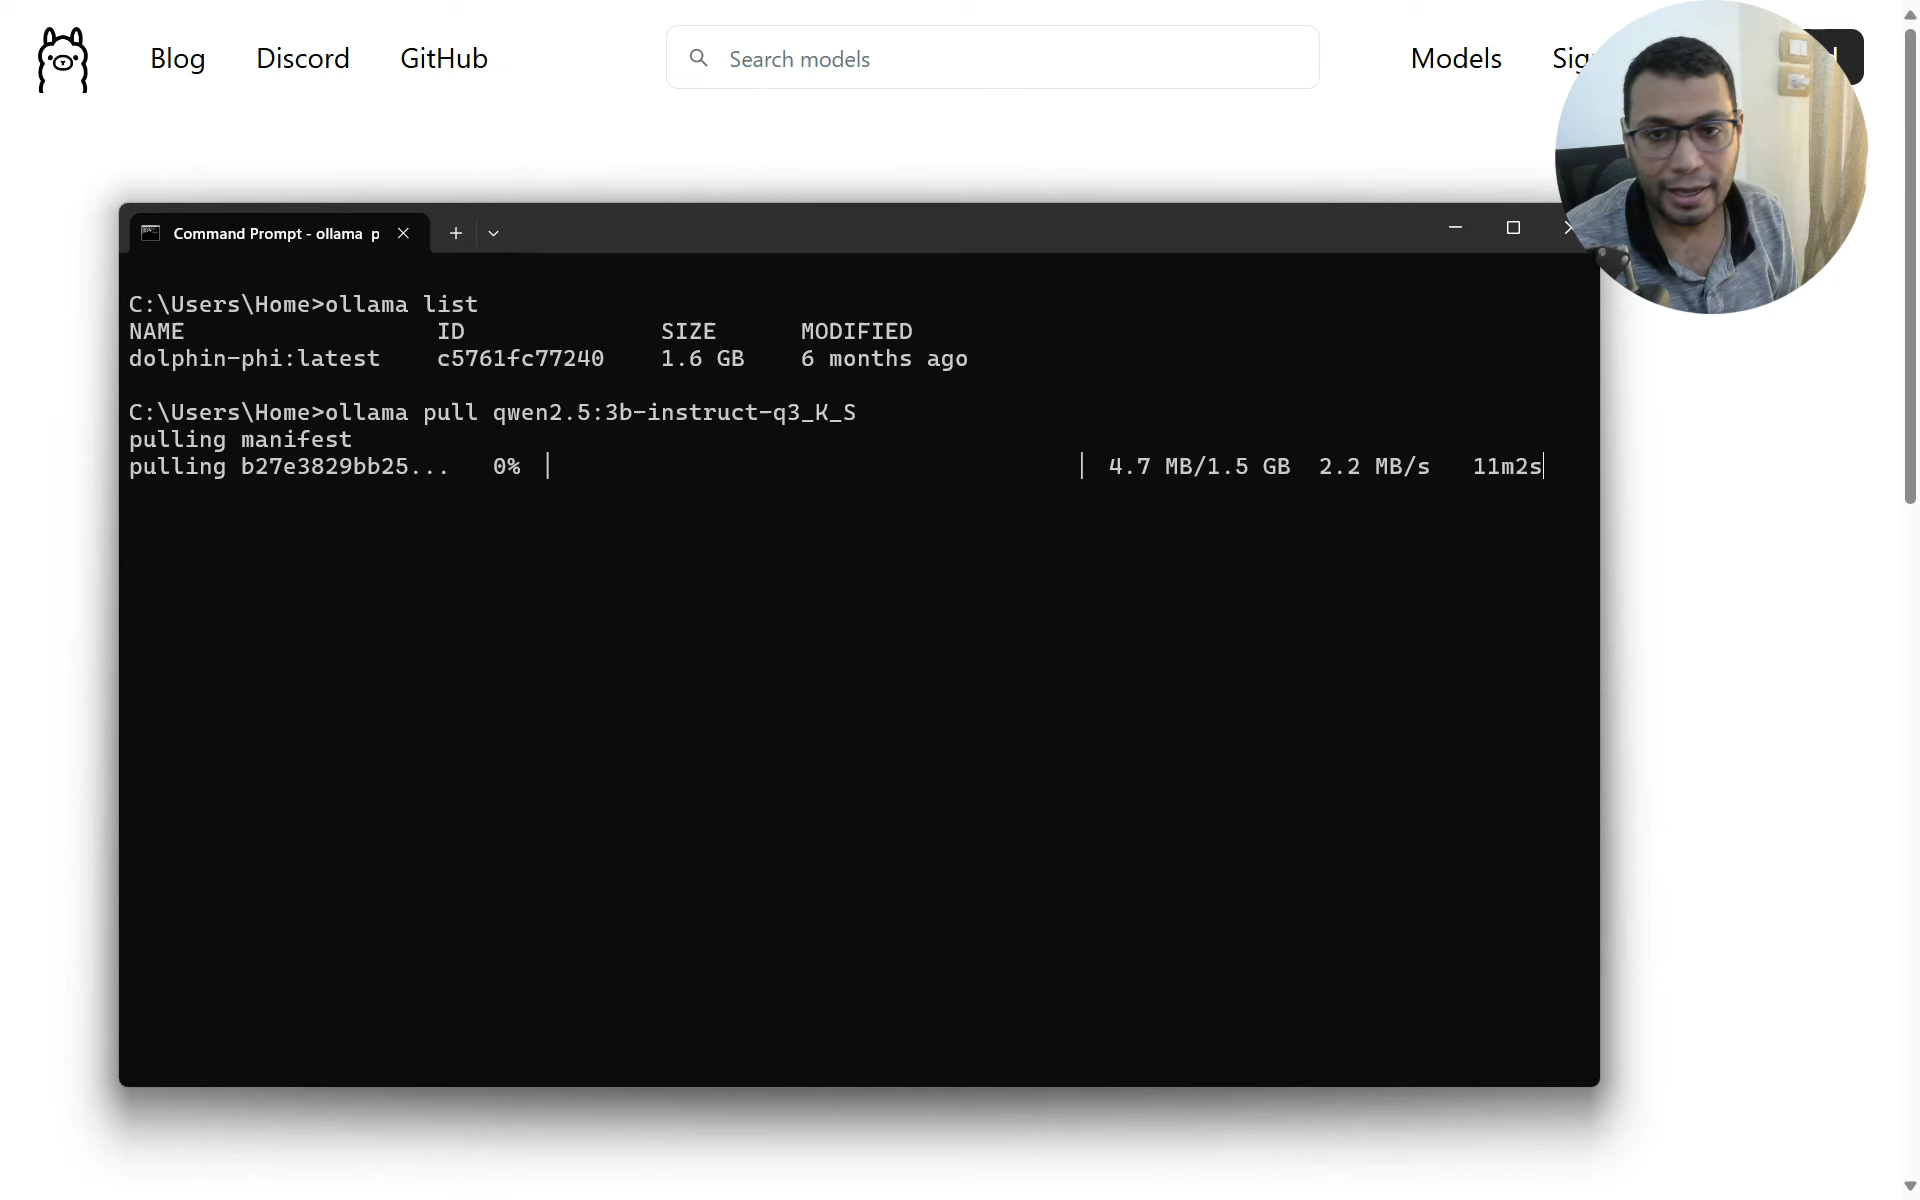 Blog Discord GitHub Search models Models
Command Prompt - ollama p
C:\Users\Home>ollama list
NAME ID SIZE MODIFIED
dolphin-phi:latest c5761fc77240 1.6 GB 6 months ago
C:\Users\Home>ollama pull qwen2.5:3b-instruct-q3_K_S
pulling manifest
pulling b27e3829bb25... 0% 4.7 MB/1.5 GB 2.2 MB/s 11m2s